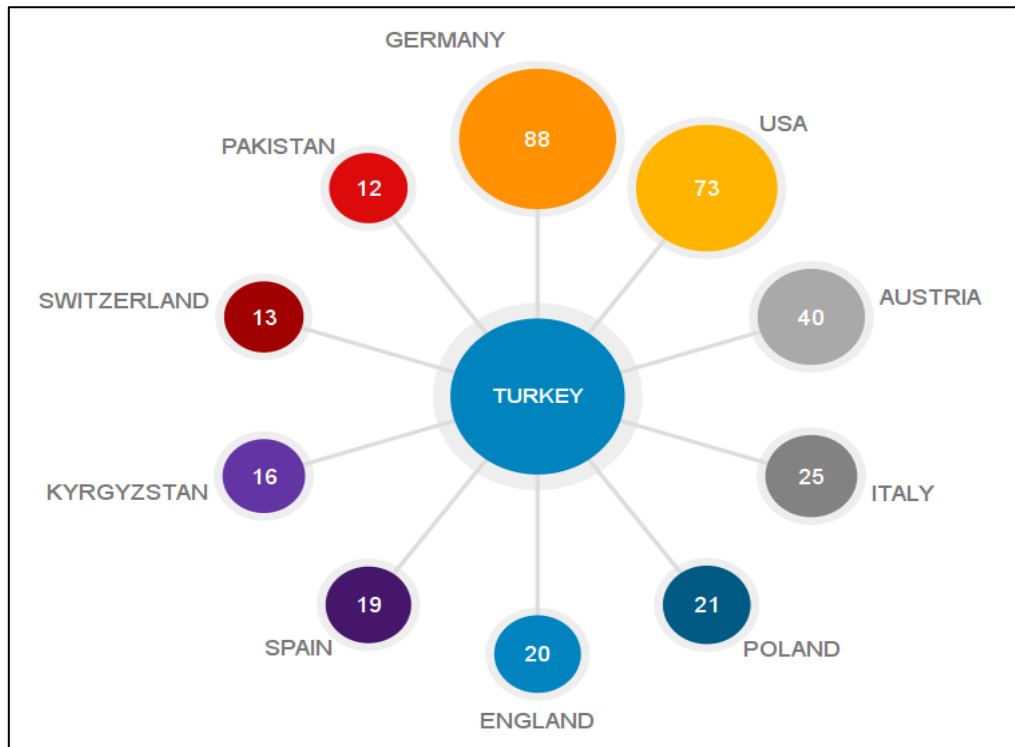 GERMANY
88
USA
73
PAKISTAN
12
SWITZERLAND
13
AUSTRIA
40
TURKEY
KYRGYZSTAN
16
25
ITALY
19
SPAIN
21
POLAND
20
ENGLAND